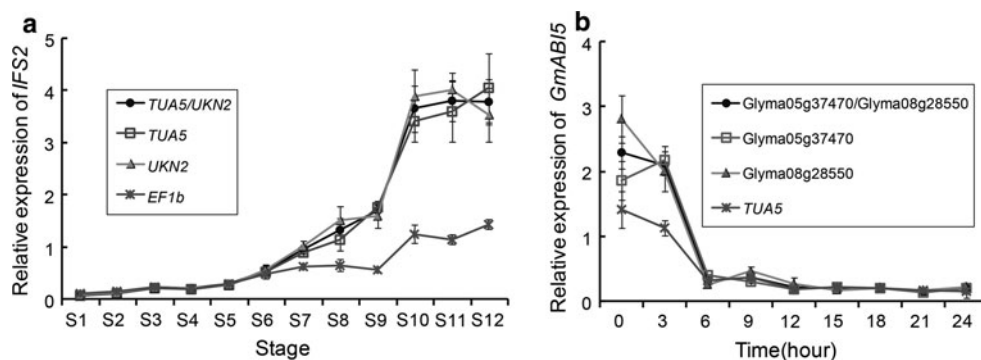 a
Relative expression of IFS2
5
4
3
2
1
0
TUA5/UKN2
TUA5
UKN2
EF1b
S1 S2 S3 S4 S5 S6 S7 S8 S9 S10 S11 S12
Stage
b
Relative expression of GmABI5
4
3
2
1
0
Glyma05g37470/Glyma08g28550
Glyma05g37470
Glyma08g28550
TUA5
0 3 6 9 12 15 18 21 24
Time(hour)